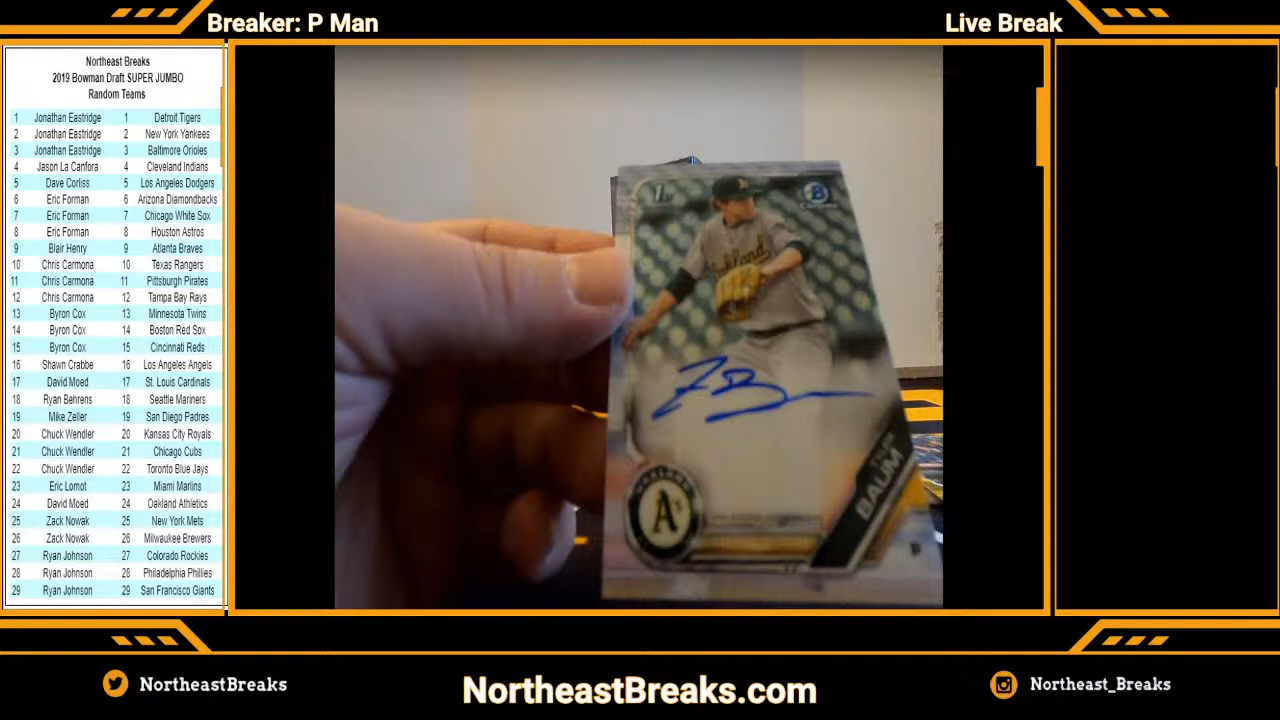 Breaker: P Man
Live Break
Northeast Breaks
2019 Bowman Draft SUPER JUMBO
Random Teams
1 Jonathan Eastridge 1 Detroit Tigers
2 Jonathan Eastridge 2 New York Yankees
3 Jonathan Eastridge 3 Baltimore Orioles
4 Jason La Canfora 4 Cleveland Indians
5 Dave Corliss 5 Los Angeles Dodgers
6 Eric Forman 6 Arizona Diamondbacks
7 Eric Forman 7 Chicago White Sox
8 Eric Forman 8 Houston Astros
9 Blair Henry 9 Atlanta Braves
10 Chris Carmona 10 Texas Rangers
11 Chris Carmona 11 Pittsburgh Pirates
12 Chris Carmona 12 Tampa Bay Rays
13 Byron Cox 13 Minnesota Twins
14 Byron Cox 14 Boston Red Sox
15 Byron Cox 15 Cincinnati Reds
16 Shawn Crabbe 16 Los Angeles Angels
17 David Moed 17 St. Louis Cardinals
18 Ryan Behrens 18 Seattle Mariners
19 Mike Zeller 19 San Diego Padres
20 Chuck Wendler 20 Kansas City Royals
21 Chuck Wendler 21 Chicago Cubs
22 Chuck Wendler 22 Toronto Blue Jays
23 Eric Lomot 23 Miami Marlins
24 David Moed 24 Oakland Athletics
25 Zack Nowak 25 New York Mets
26 Zack Nowak 26 Milwaukee Brewers
27 Ryan Johnson 27 Colorado Rockies
28 Ryan Johnson 28 Philadelphia Phillies
29 Ryan Johnson 29 San Francisco Giants
1st
B
Oakland
A's
BAUM
NortheastBreaks
NortheastBreaks.com
Northeast_Breaks